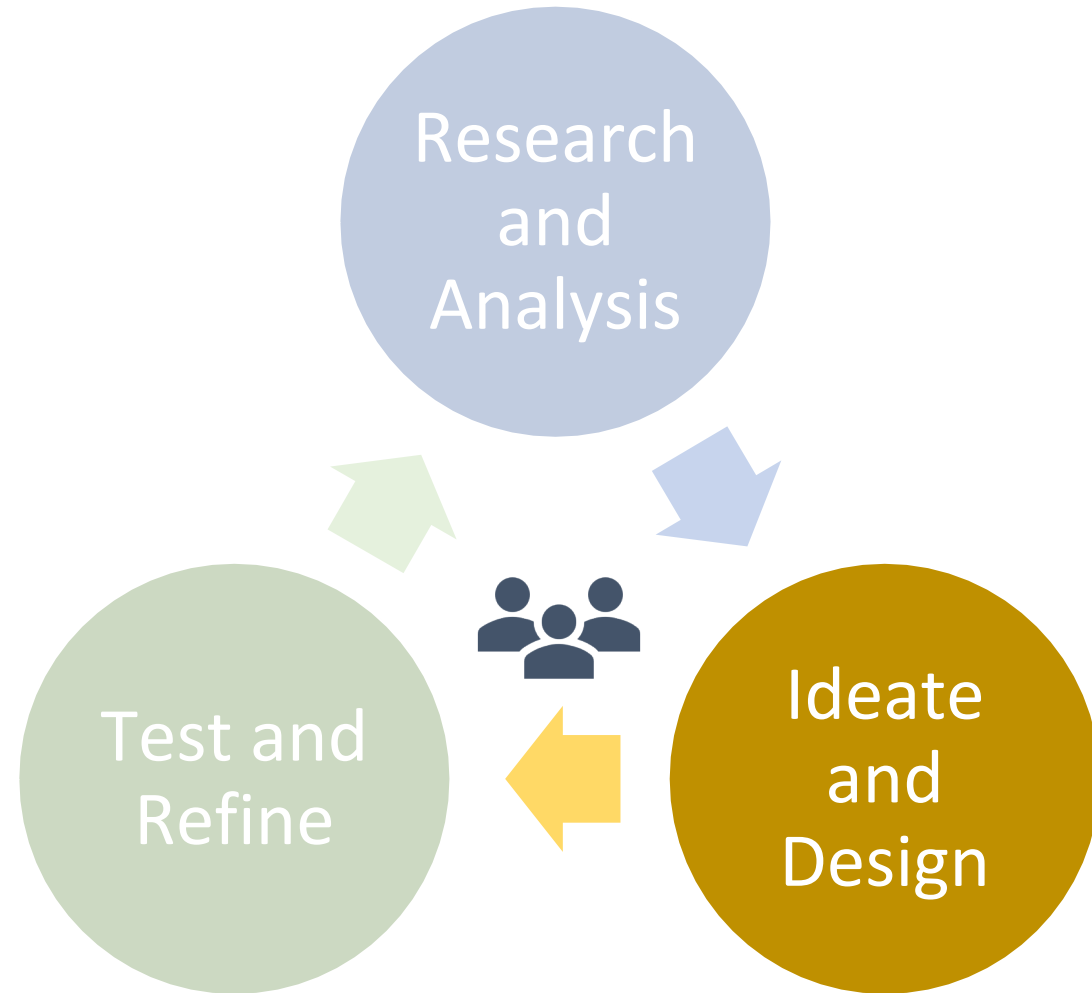 Research
and
Analysis
Ideate
and
Design
Test and
Refine